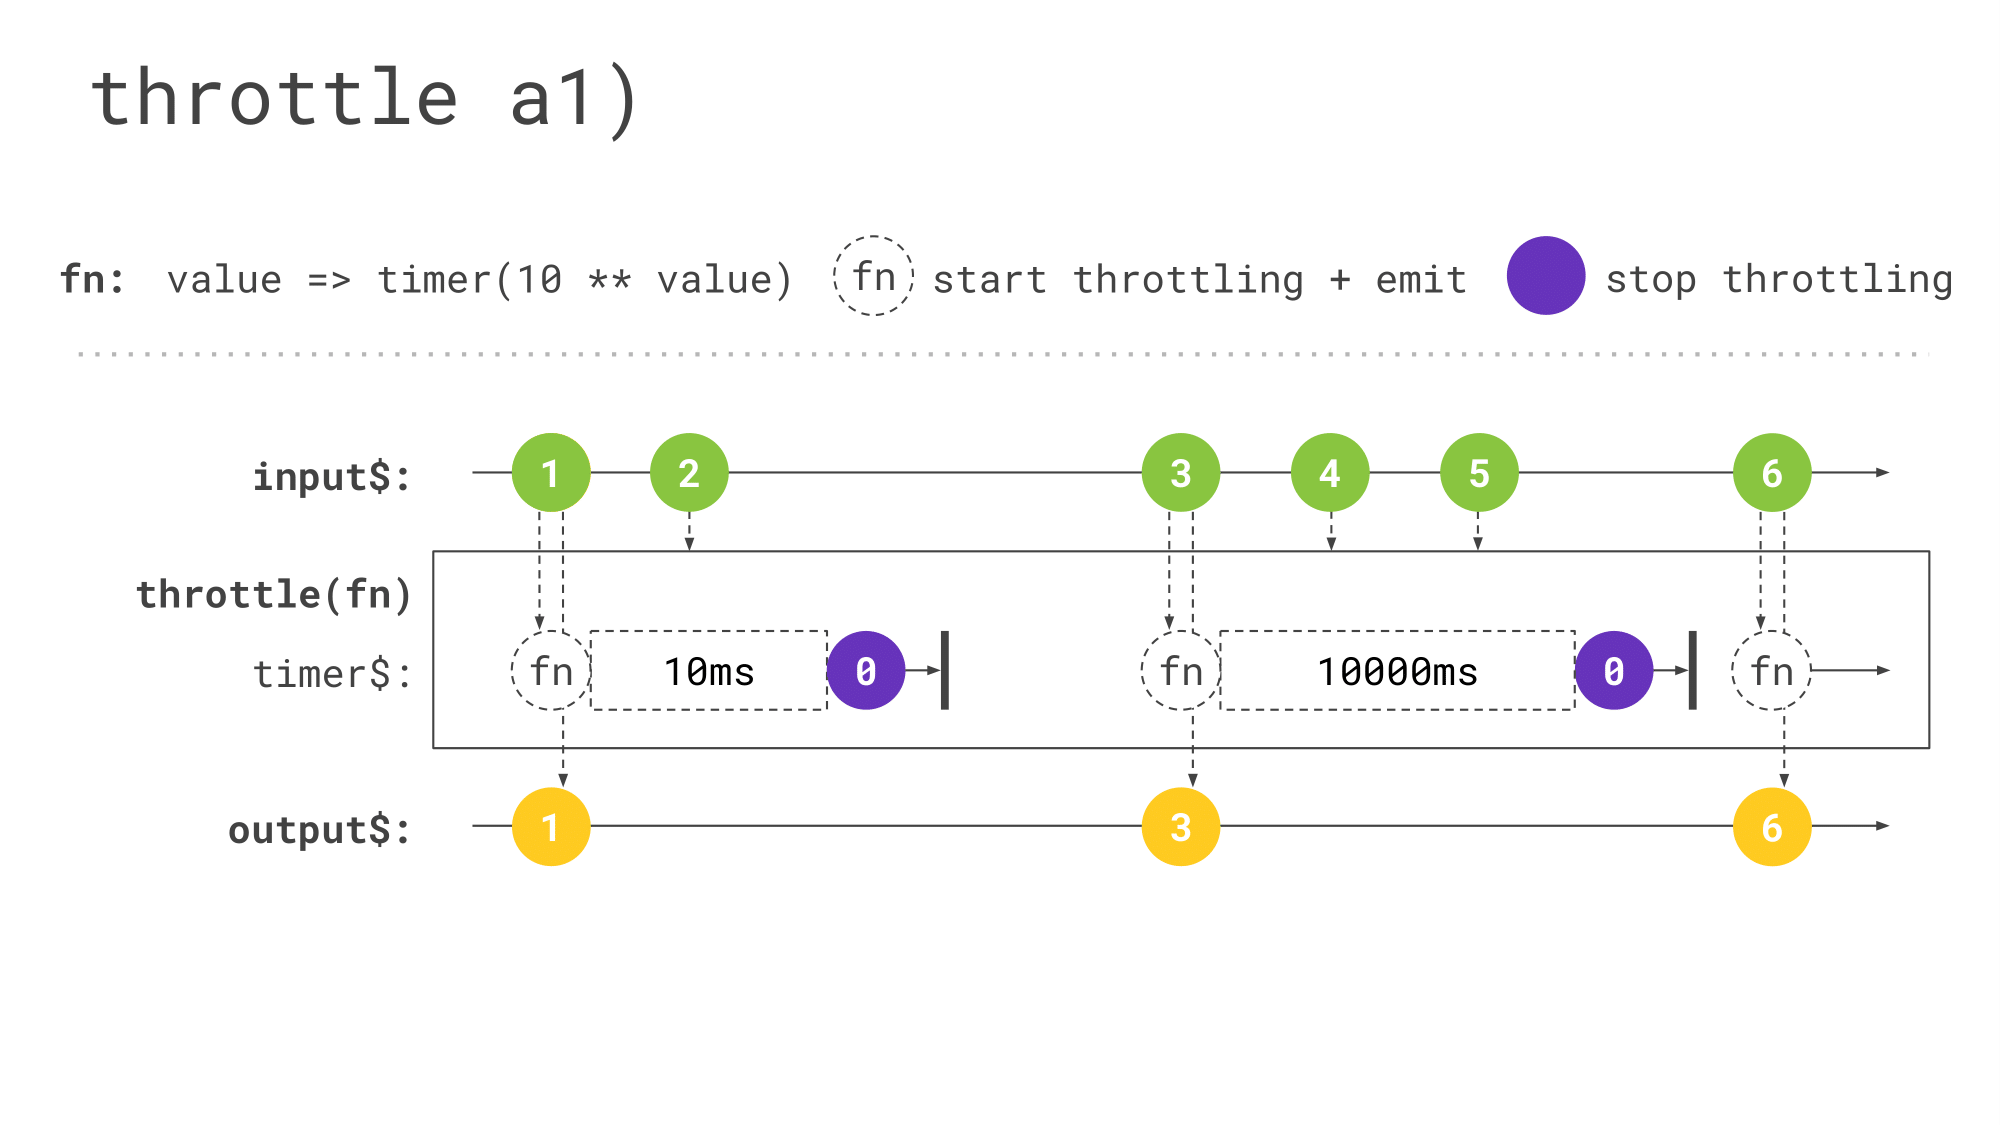 throttle a1)
fn: value => timer(10 ** value) fn start throttling + emit stop throttling
input$: 1 2 3 4 5 6
throttle(fn)
timer$: fn 10ms 0 fn 10000ms 0 fn
output$: 1 3 6